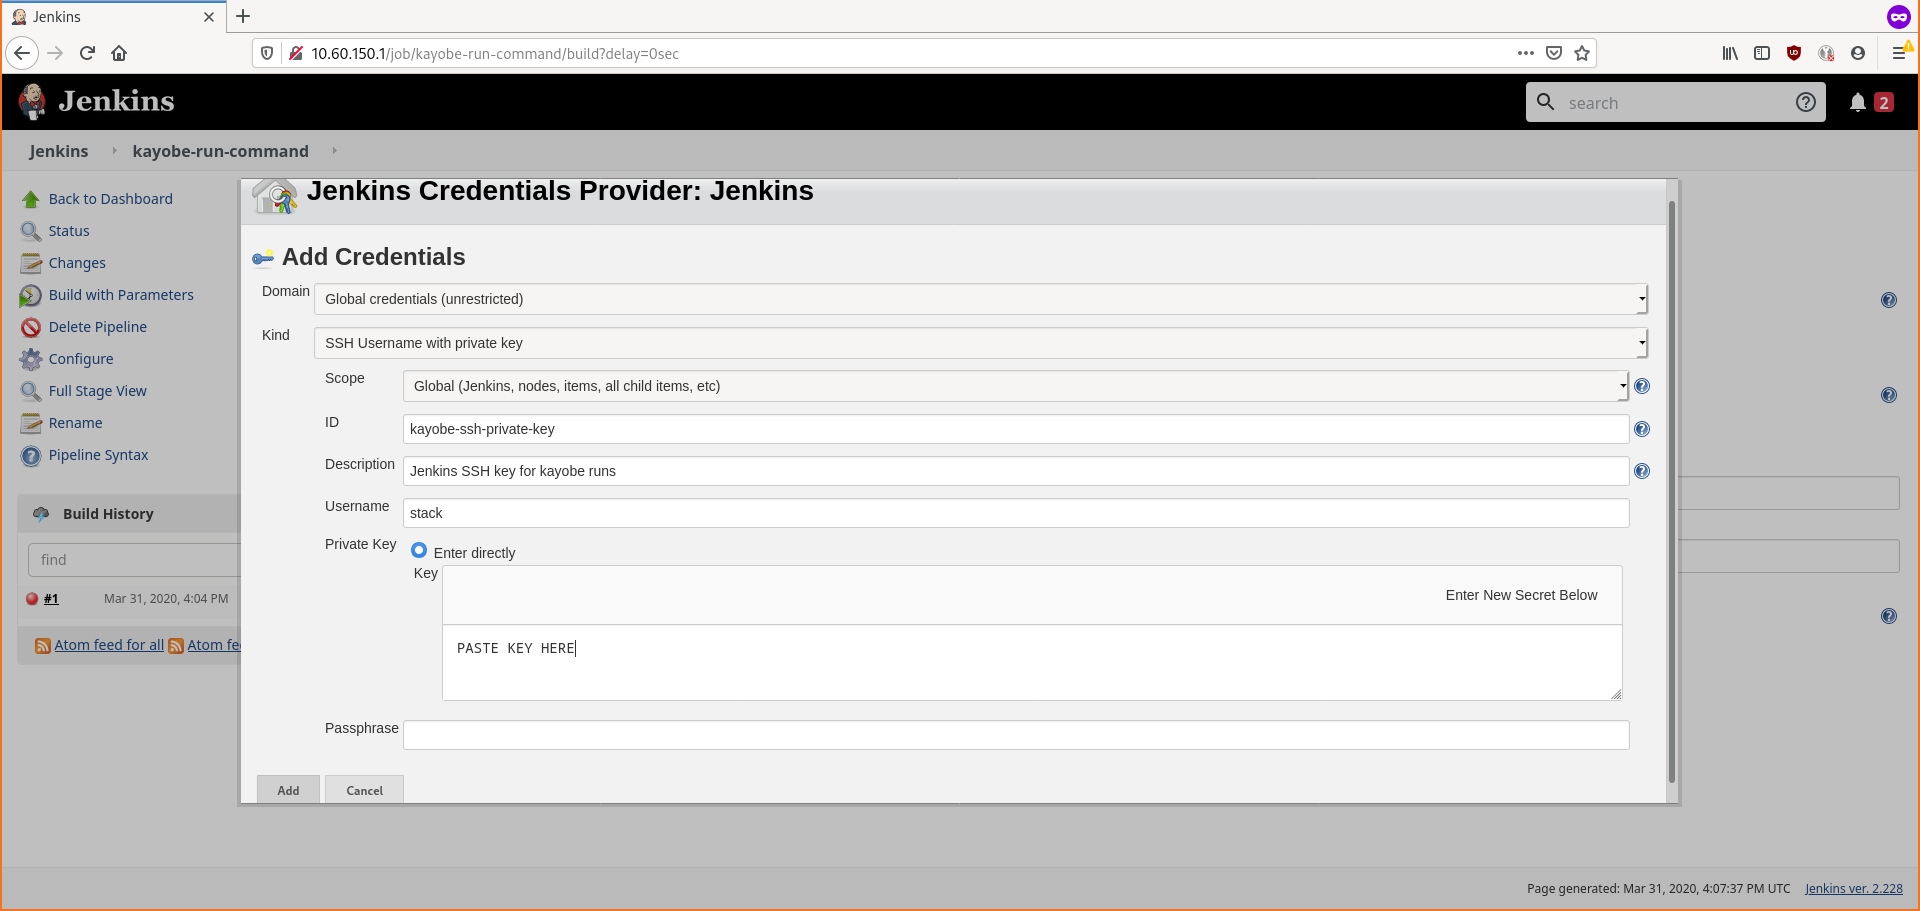 Jenkins
10.60.150.1/job/kayobe-run-command/build?delay=0sec
Jenkins
search
2
Jenkins
kayobe-run-command
Back to Dashboard
Status
Changes
Build with Parameters
Delete Pipeline
Configure
Full Stage View
Rename
Pipeline Syntax
Build History
find
#1 Mar 31, 2020, 4:04 PM
Atom feed for all Atom fe
Jenkins Credentials Provider: Jenkins
Add Credentials
Domain Global credentials (unrestricted)
Kind SSH Username with private key
Scope Global (Jenkins, nodes, items, all child items, etc)
ID kayobe-ssh-private-key
Description Jenkins SSH key for kayobe runs
Username stack
Private Key Enter directly
Key
Enter New Secret Below
PASTE KEY HERE
Passphrase
Add Cancel
Page generated: Mar 31, 2020, 4:07:37 PM UTC Jenkins ver. 2.228